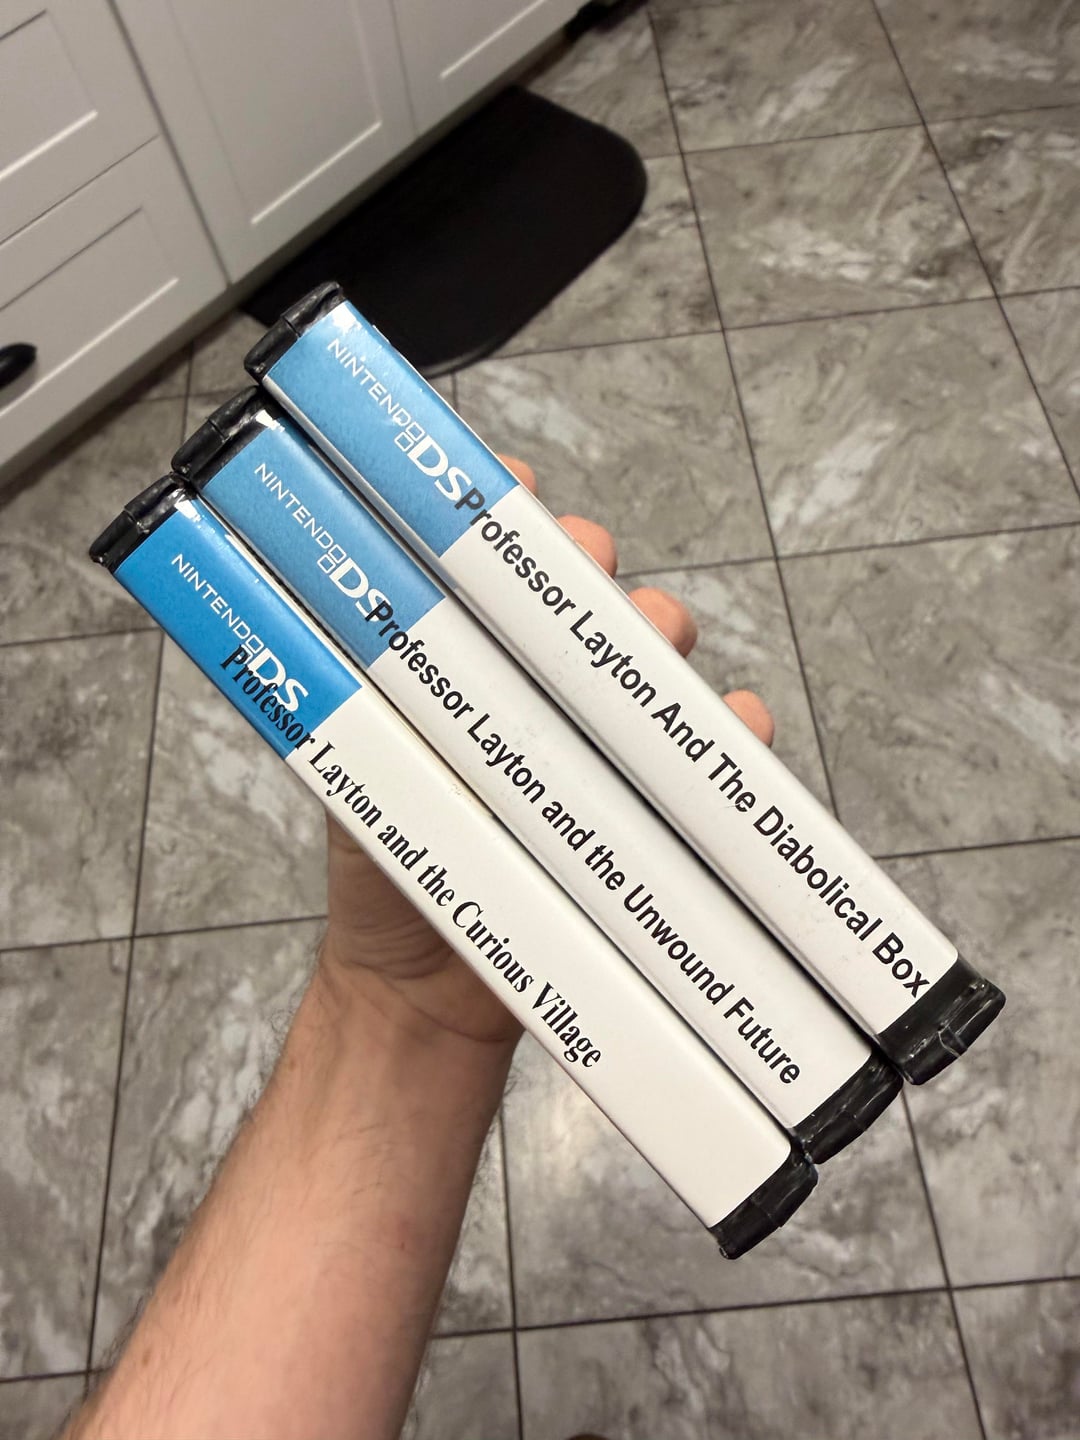 NINTENDO DS
Professor Layton And The Diabolical Box
NINTENDO DS
Professor Layton and the Unwound Future
NINTENDO DS
Professor Layton and the Curious Village